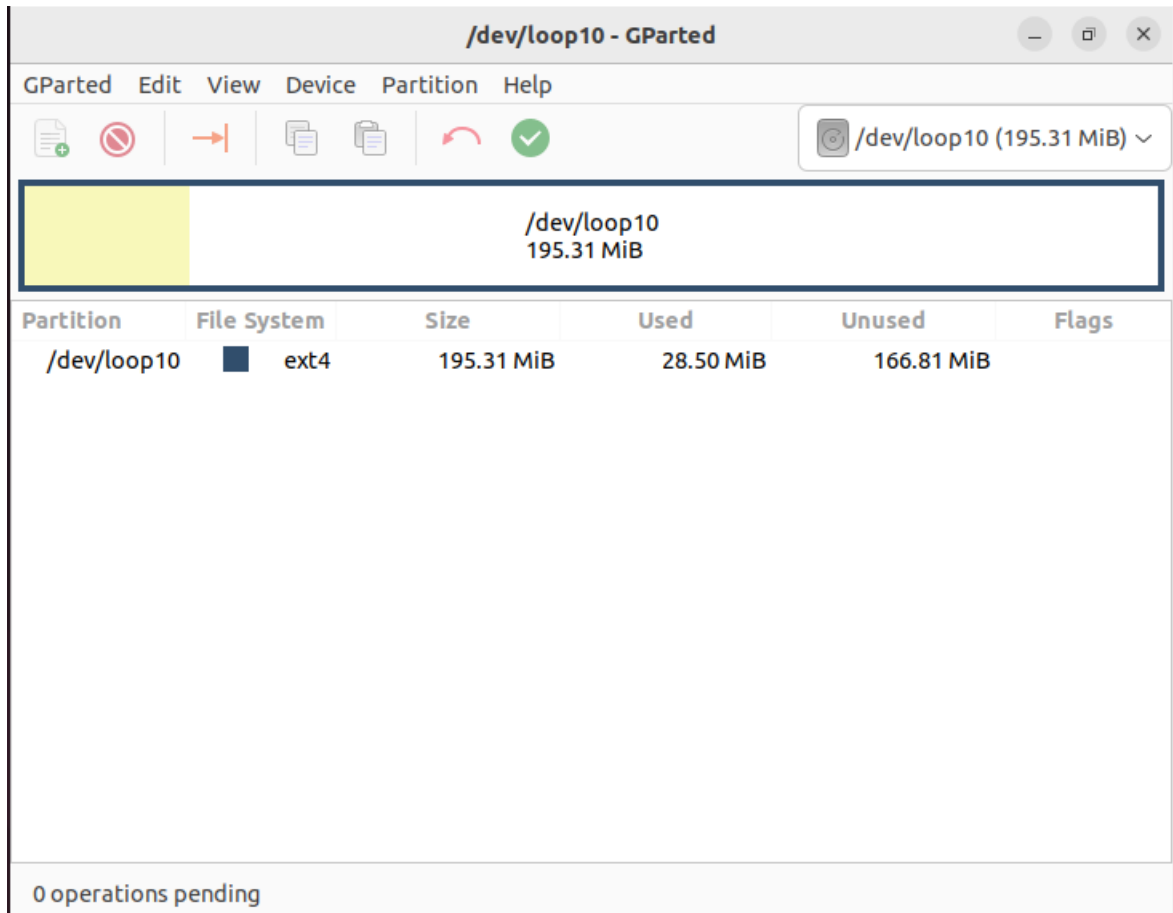 /dev/loop10 - GParted
GParted Edit View Device Partition Help
/dev/loop10 (195.31 MiB)
/dev/loop10
195.31 MiB
Partition File System Size Used Unused Flags
/dev/loop10 ext4 195.31 MiB 28.50 MiB 166.81 MiB
0 operations pending